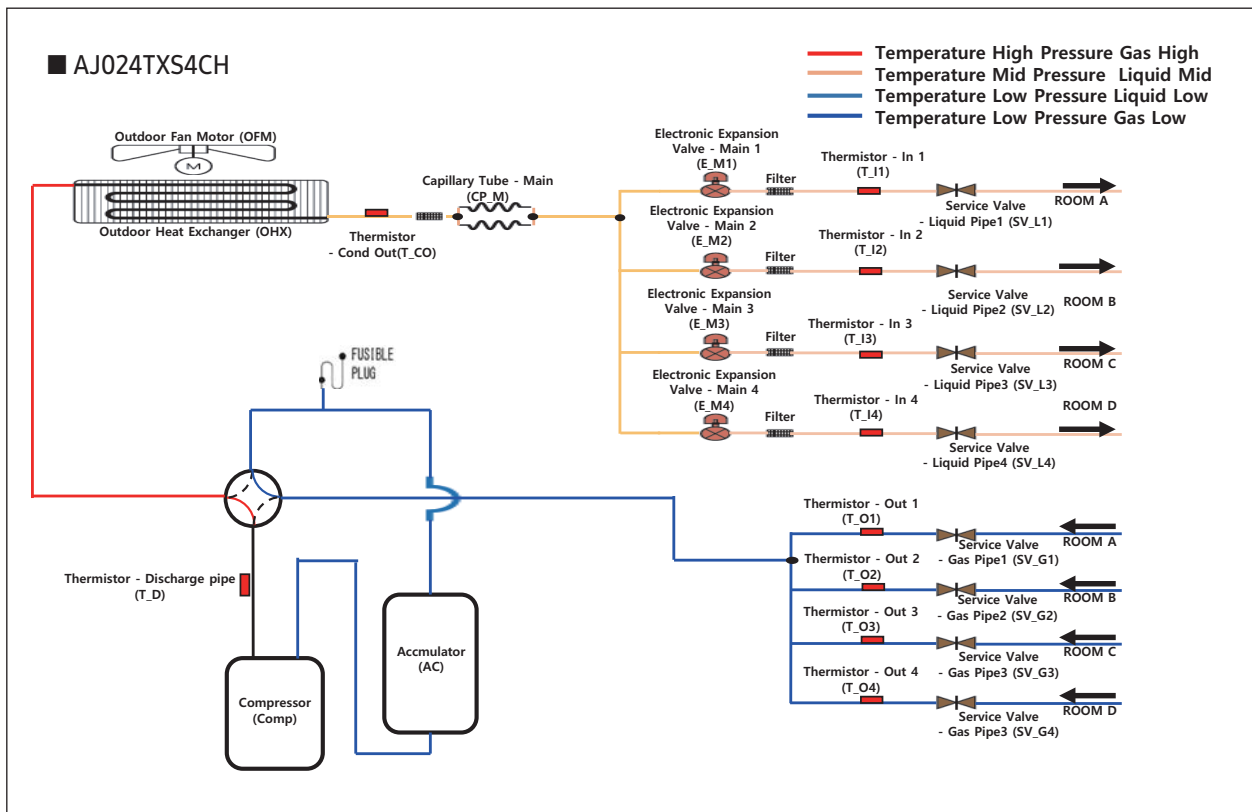 ■ AJ024TXS4CH
Temperature High Pressure Gas High
Temperature Mid Pressure Liquid Mid
Temperature Low Pressure Liquid Low
Temperature Low Pressure Gas Low
Outdoor Fan Motor (OFM)
M
Outdoor Heat Exchanger (OHX)
Thermistor
- Cond Out(T_CO)
Capillary Tube - Main
(CP_M)
Electronic Expansion
Valve - Main 1
(E_M1)
Filter
Thermistor - In 1
(T_I1)
Service Valve
- Liquid Pipe1 (SV_L1)
ROOM A
Electronic Expansion
Valve - Main 2
(E_M2)
Filter
Thermistor - In 2
(T_I2)
Service Valve
- Liquid Pipe2 (SV_L2)
ROOM B
Electronic Expansion
Valve - Main 3
(E_M3)
Filter
Thermistor - In 3
(T_I3)
Service Valve
- Liquid Pipe3 (SV_L3)
ROOM C
Electronic Expansion
Valve - Main 4
(E_M4)
Filter
Thermistor - In 4
(T_I4)
Service Valve
- Liquid Pipe4 (SV_L4)
ROOM D
FUSIBLE
PLUG
Thermistor - Discharge pipe
(T_D)
Compressor
(Comp)
Accmulator
(AC)
Thermistor - Out 1
(T_O1)
Service Valve
- Gas Pipe1 (SV_G1)
ROOM A
Thermistor - Out 2
(T_O2)
Service Valve
- Gas Pipe2 (SV_G2)
ROOM B
Thermistor - Out 3
(T_O3)
Service Valve
- Gas Pipe3 (SV_G3)
ROOM C
Thermistor - Out 4
(T_O4)
Service Valve
- Gas Pipe3 (SV_G4)
ROOM D